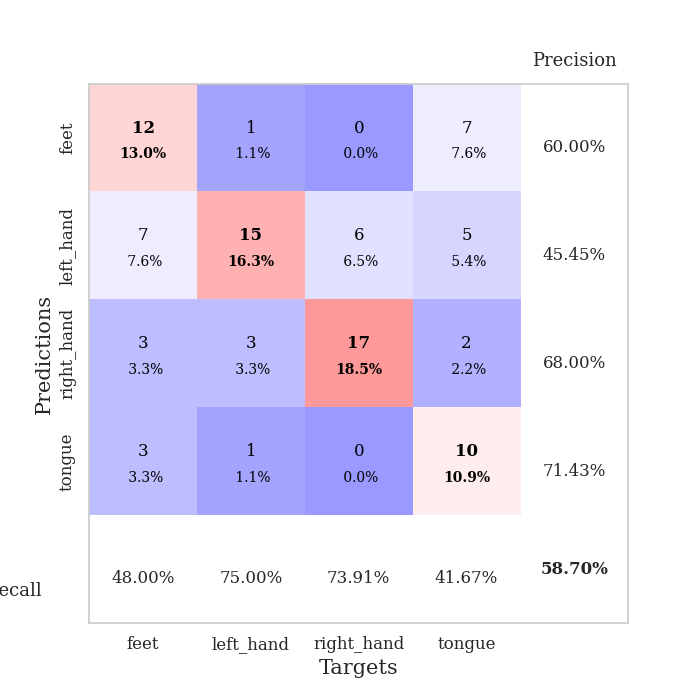 Precision
feet
12 1 0 7
13.0% 1.1% 0.0% 7.6%
60.00%
left_hand
7 15 6 5
7.6% 16.3% 6.5% 5.4%
45.45%
Predictions
right_hand
3 3 17 2
3.3% 3.3% 18.5% 2.2%
68.00%
tongue
3 1 0 10
3.3% 1.1% 0.0% 10.9%
71.43%
ecall
48.00% 75.00% 73.91% 41.67% 58.70%
feet left_hand right_hand tongue
Targets